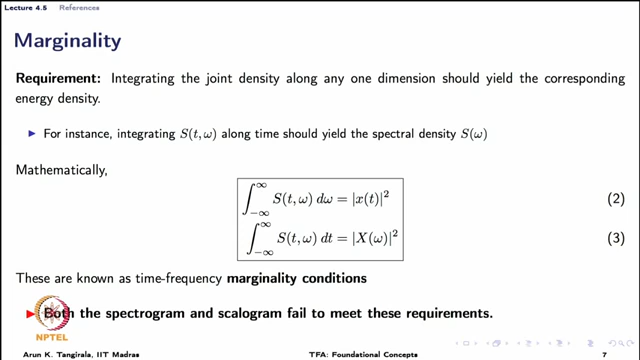 Lecture 4.5 References
Marginality
Requirement: Integrating the joint density along any one dimension should yield the corresponding
energy density.
▶ For instance, integrating S(t, ω) along time should yield the spectral density S(ω)
Mathematically,
∫_{-∞}^{∞} S(t, ω) dω = |x(t)|² (2)
∫_{-∞}^{∞} S(t, ω) dt = |X(ω)|² (3)
These are known as time-frequency marginality conditions
▶ Both the spectrogram and scalogram fail to meet these requirements.
NPTEL
Arun K. Tangirala, IIT Madras TFA: Foundational Concepts 7